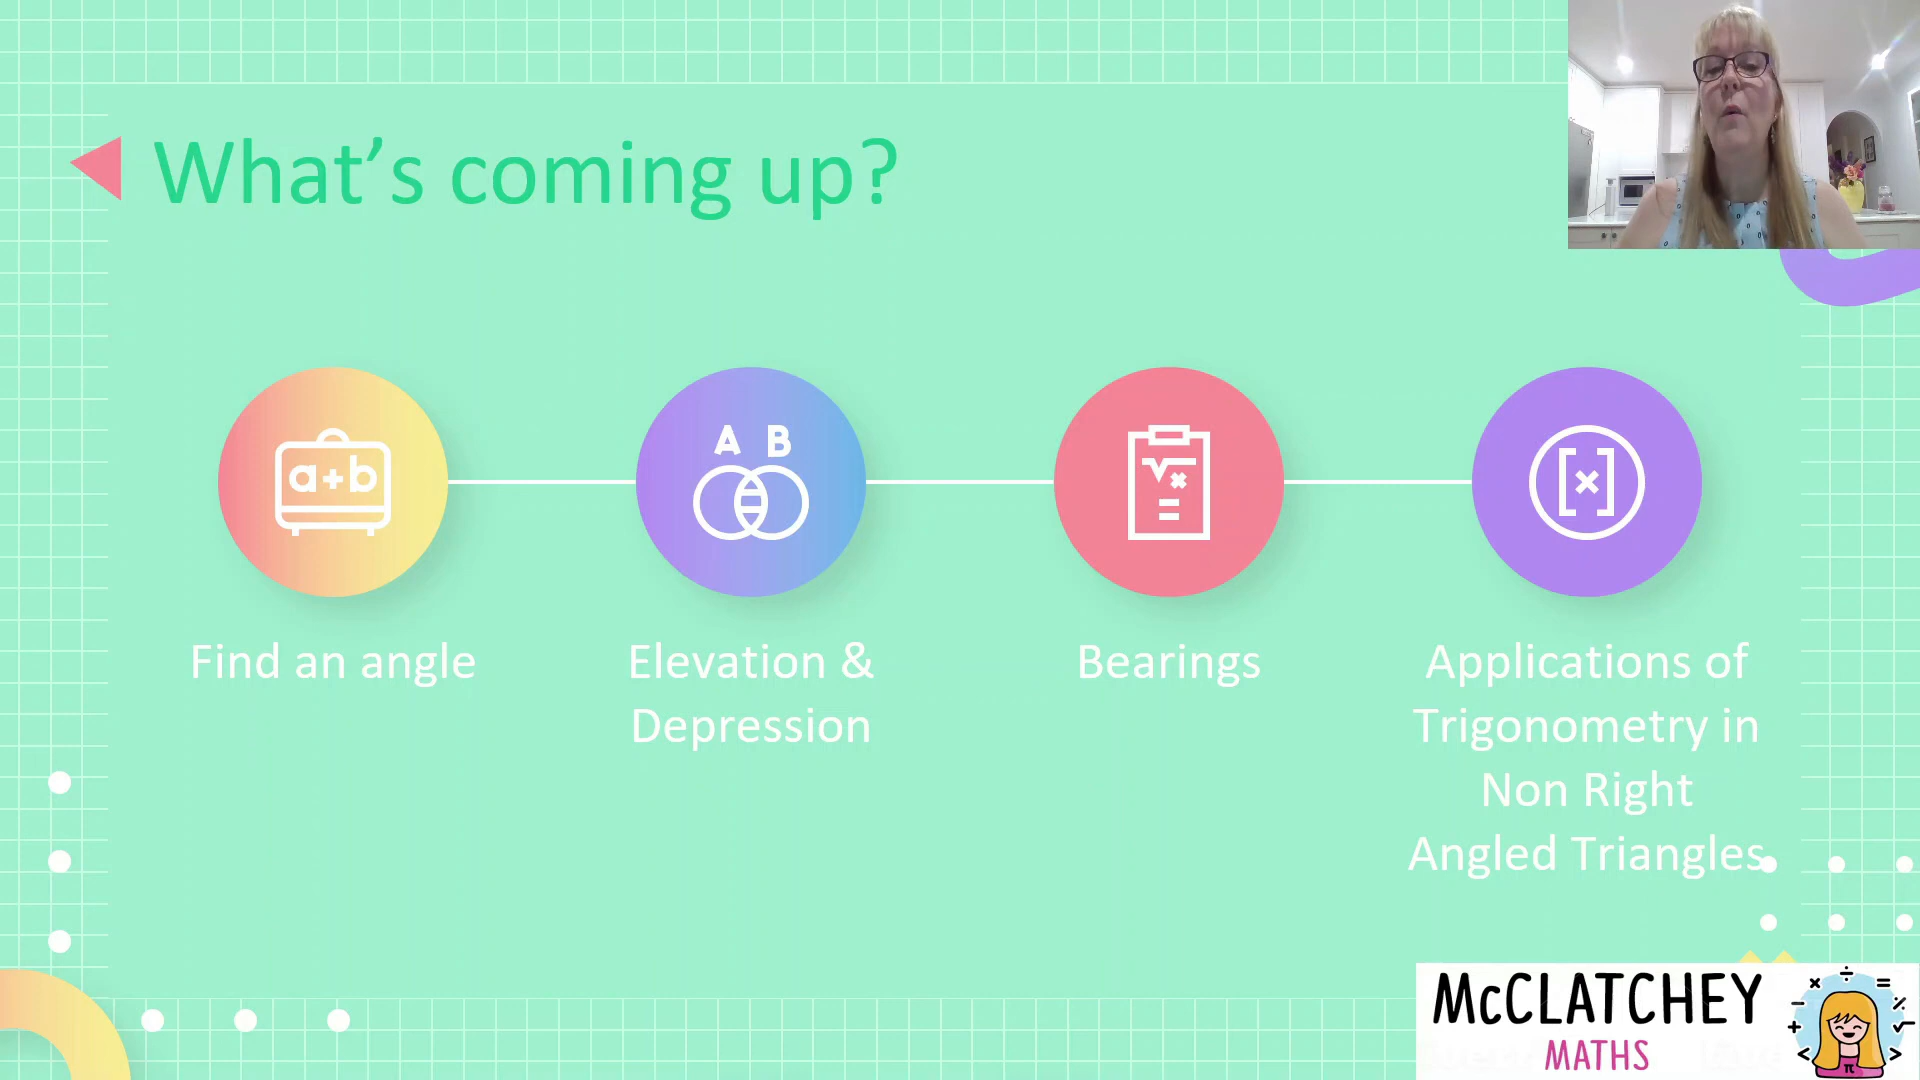 What’s coming up?
a+b
A B
Find an angle
Elevation &
Depression
Bearings
Applications of
Trigonometry in
Non Right
Angled Triangles
McCLATCHEY
MATHS